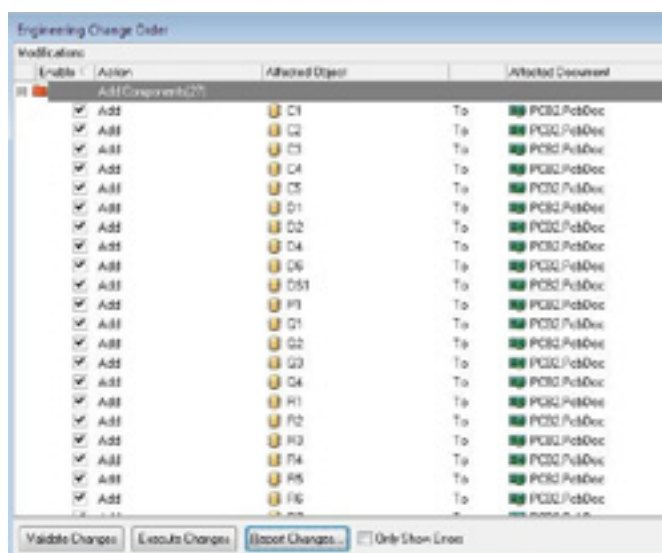 Engineering Change Order
Modifications
Enable Action Affected Object Affected Document
Add Components(27)
Add C1 To PCB2.PcbDoc
Add C2 To PCB2.PcbDoc
Add C3 To PCB2.PcbDoc
Add C4 To PCB2.PcbDoc
Add C5 To PCB2.PcbDoc
Add D1 To PCB2.PcbDoc
Add D2 To PCB2.PcbDoc
Add D4 To PCB2.PcbDoc
Add D6 To PCB2.PcbDoc
Add DS1 To PCB2.PcbDoc
Add To PCB2.PcbDoc
Add Q1 To PCB2.PcbDoc
Add Q2 To PCB2.PcbDoc
Add Q3 To PCB2.PcbDoc
Add Q4 To PCB2.PcbDoc
Add R1 To PCB2.PcbDoc
Add R2 To PCB2.PcbDoc
Add R3 To PCB2.PcbDoc
Add R4 To PCB2.PcbDoc
Add R5 To PCB2.PcbDoc
Add R6 To PCB2.PcbDoc
Validate Changes Execute Changes Report Changes... Only Show Errors